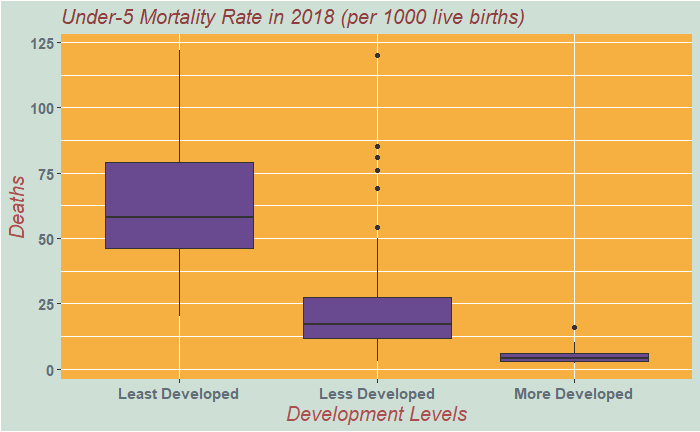 Under-5 Mortality Rate in 2018 (per 1000 live births)
125
100
75
50
25
0
Deaths
Least Developed
Less Developed
More Developed
Development Levels